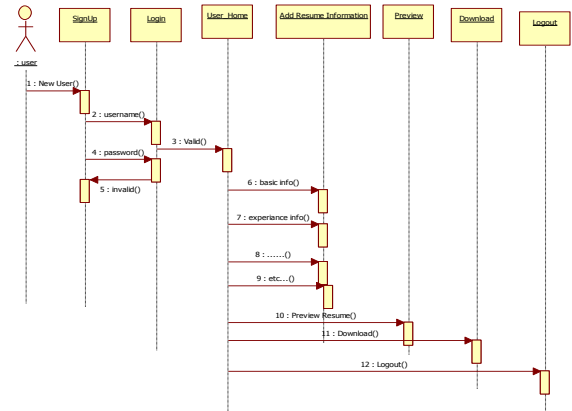 SignUp
Login
User_Home
Add Resume Information
Preview
Download
Logout
: user
1 : New User()
2 : username()
3 : Valid()
4 : password()
5 : invalid()
6 : basic info()
7 : experiance info()
8 : ......()
9 : etc...()
10 : Preview Resume()
11 : Download()
12 : Logout()